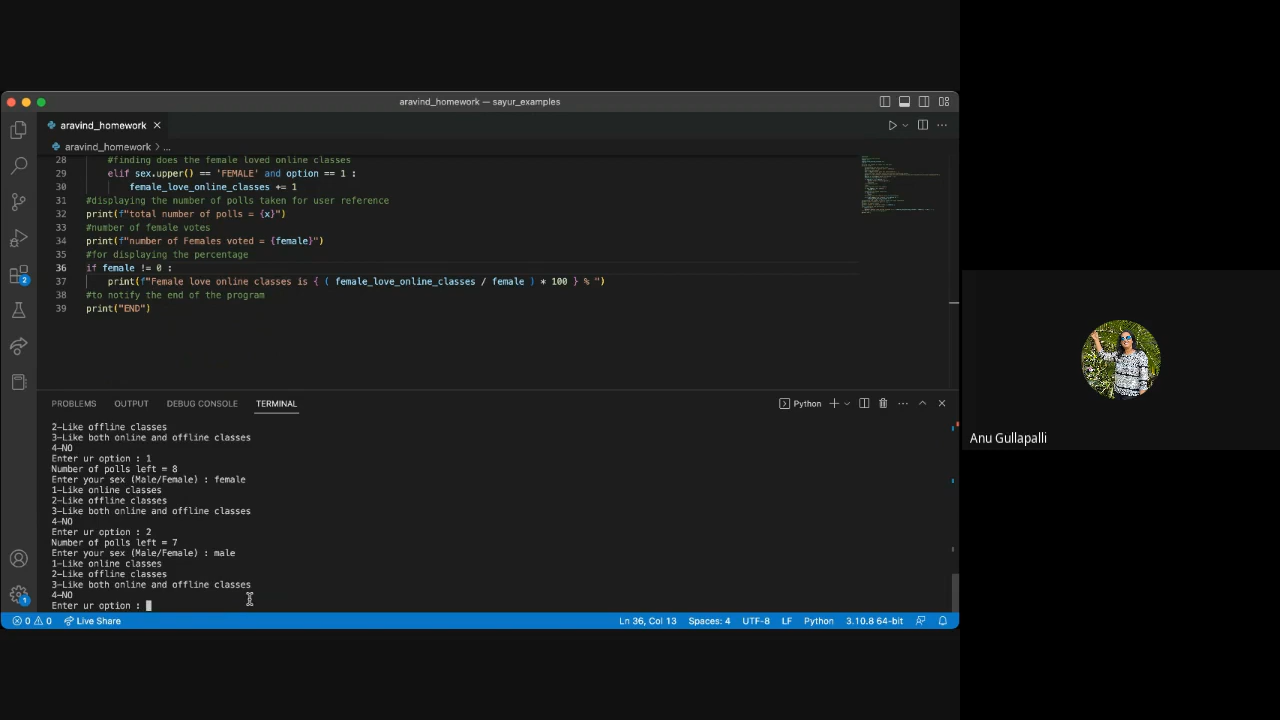 aravind_homework — sayur_examples
aravind_homework
aravind_homework > ...
28 #finding does the female loved online classes
29 elif sex.upper() == 'FEMALE' and option == 1 :
30 female_love_online_classes += 1
31 #displaying the number of polls taken for user reference
32 print(f"total number of polls = {x}")
33 #number of female votes
34 print(f"number of Females voted = {female}")
35 #for displaying the percentage
36 if female != 0 :
37 print(f"Female love online classes is { ( female_love_online_classes / female ) * 100 } % ")
38 #to notify the end of the program
39 print("END")
PROBLEMS OUTPUT DEBUG CONSOLE TERMINAL Python
2-Like offline classes
3-Like both online and offline classes
4-NO
Enter ur option : 1
Number of polls left = 8
Enter your sex (Male/Female) : female
1-Like online classes
2-Like offline classes
3-Like both online and offline classes
4-NO
Enter ur option : 2
Number of polls left = 7
Enter your sex (Male/Female) : male
1-Like online classes
2-Like offline classes
3-Like both online and offline classes
4-NO
Enter ur option :
2
1
0 0 Live Share Ln 36, Col 13 Spaces: 4 UTF-8 LF Python 3.10.8 64-bit
Anu Gullapalli